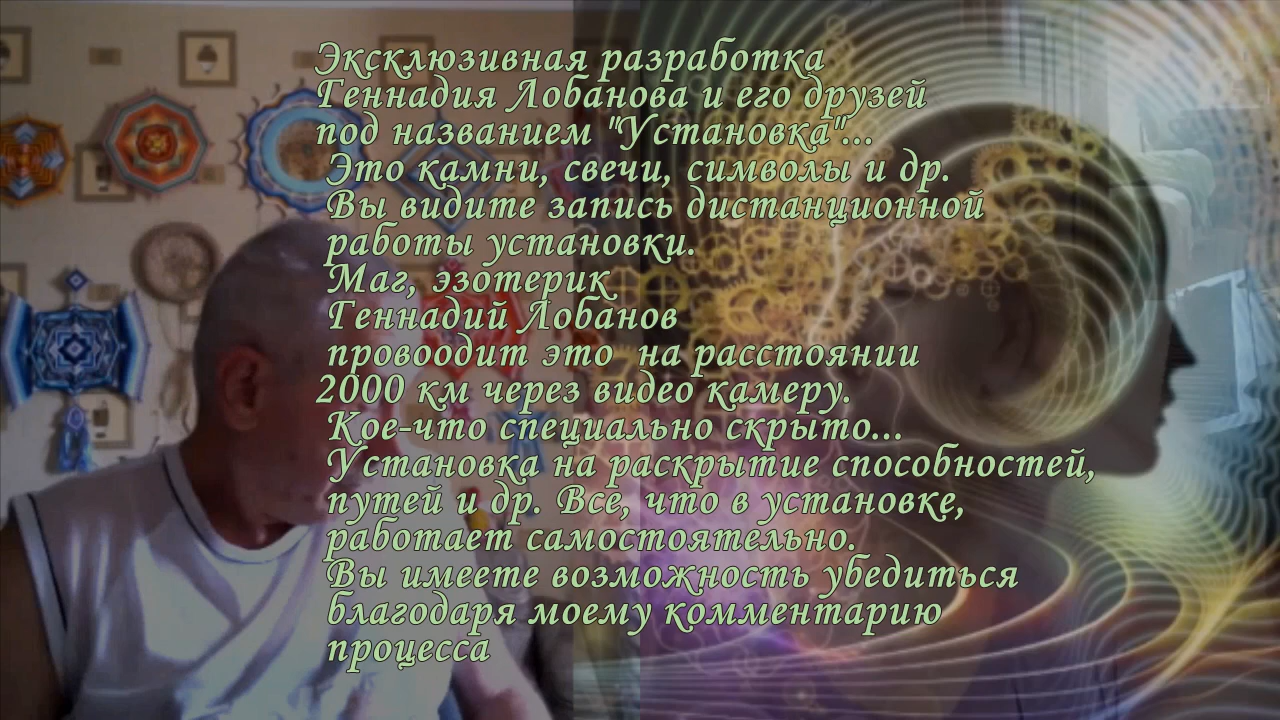 Эксклюзивная разработка
Геннадия Лобанова и его друзей
под названием "Установка"...
Это камни, свечи, символы и др.
Вы видите запись дистанционной
работы установки.
Маг, эзотерик
Геннадий Лобанов
провоодит это на расстоянии
2000 км через видео камеру.
Кое-что специально скрыто...
Установка на раскрытие способностей,
путей и др. Все, что в установке,
работает самостоятельно.
Вы имеете возможность убедиться
благодаря моему комментарию
процесса